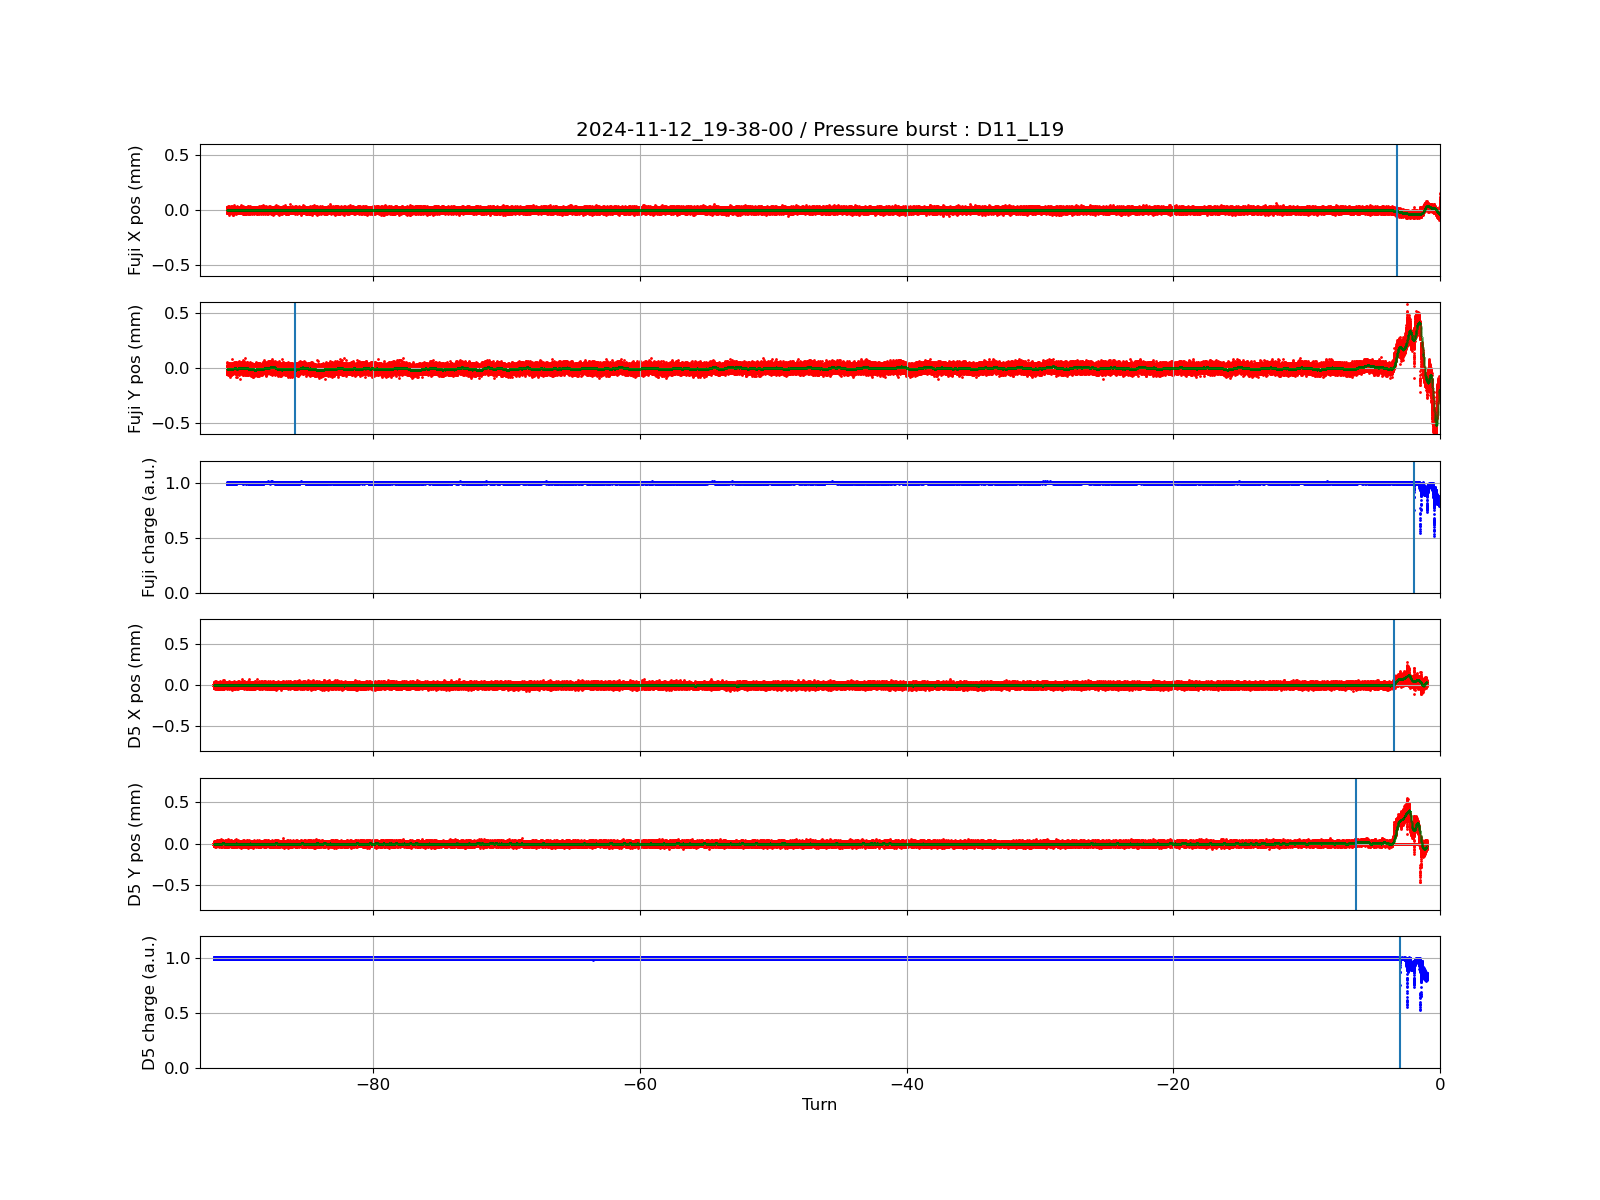 2024-11-12_19-38-00 / Pressure burst : D11_L19
Fuji X pos (mm)
0.5
0.0
−0.5
Fuji Y pos (mm)
0.5
0.0
−0.5
Fuji charge (a.u.)
1.0
0.5
0.0
D5 X pos (mm)
0.5
0.0
−0.5
D5 Y pos (mm)
0.5
0.0
−0.5
D5 charge (a.u.)
1.0
0.5
0.0
−80 −60 −40 −20 0
Turn